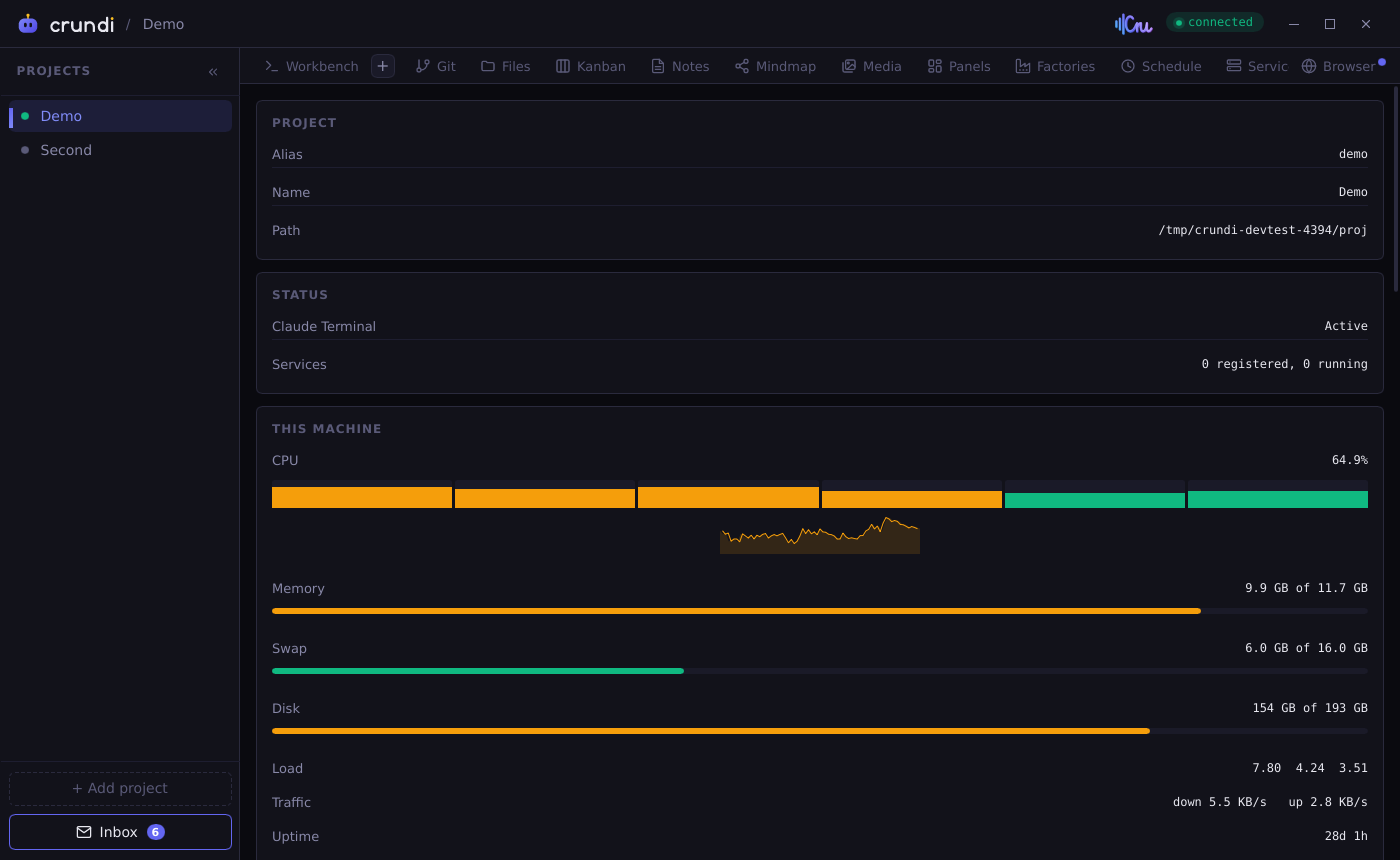 crundi / Demo
Cru
connected
PROJECTS «
Demo
Second
+ Add project
Inbox 6
Workbench + Git Files Kanban Notes Mindmap Media Panels Factories Schedule Servic Browser
PROJECT
Alias demo
Name Demo
Path /tmp/crundi-devtest-4394/proj
STATUS
Claude Terminal Active
Services 0 registered, 0 running
THIS MACHINE
CPU 64.9%
Memory 9.9 GB of 11.7 GB
Swap 6.0 GB of 16.0 GB
Disk 154 GB of 193 GB
Load 7.80 4.24 3.51
Traffic down 5.5 KB/s up 2.8 KB/s
Uptime 28d 1h